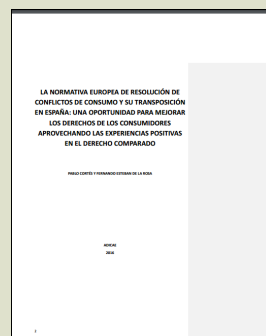 LA NORMATIVA EUROPEA DE RESOLUCIÓN DE
CONFLICTOS DE CONSUMO Y SU TRANSPOSICIÓN
EN ESPAÑA: UNA OPORTUNIDAD PARA MEJORAR
LOS DERECHOS DE LOS CONSUMIDORES
APROVECHANDO LAS EXPERIENCIAS POSITIVAS
EN EL DERECHO COMPARADO
PABLO CORTÉS Y FERNANDO ESTEBAN DE LA ROSA
ADICAE